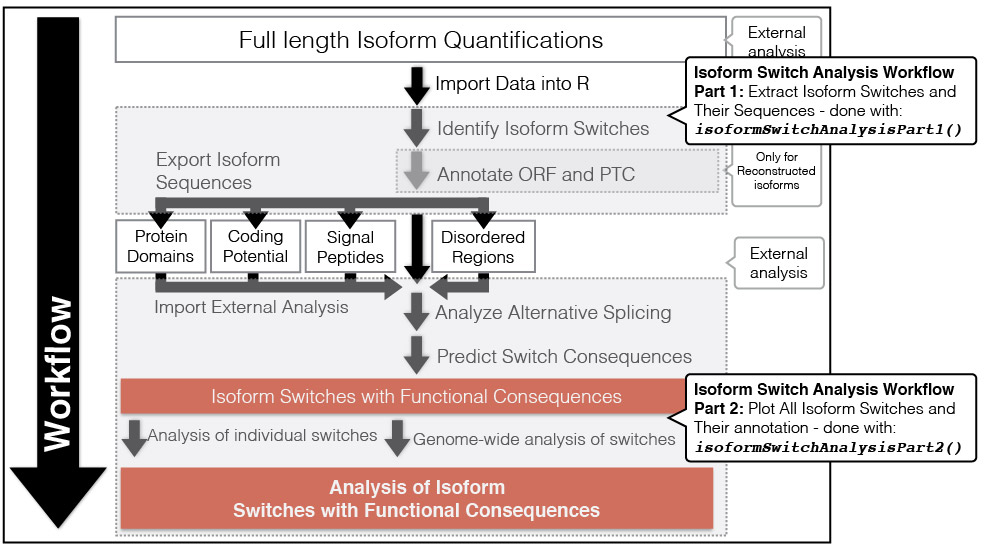 Full length Isoform Quantifications
External
analysis
Import Data into R
Isoform Switch Analysis Workflow
Part 1: Extract Isoform Switches and
Their Sequences - done with:
isoformSwitchAnalysisPart1()
Identify Isoform Switches
Export Isoform
Sequences
Annotate ORF and PTC
Only for
Reconstructed
isoforms
Protein
Domains
Coding
Potential
Signal
Peptides
Disordered
Regions
External
analysis
Import External Analysis
Analyze Alternative Splicing
Predict Switch Consequences
Isoform Switches with Functional Consequences
Isoform Switch Analysis Workflow
Part 2: Plot All Isoform Switches and
Their annotation - done with:
isoformSwitchAnalysisPart2()
Analysis of individual switches
Genome-wide analysis of switches
Analysis of Isoform
Switches with Functional Consequences
Workflow